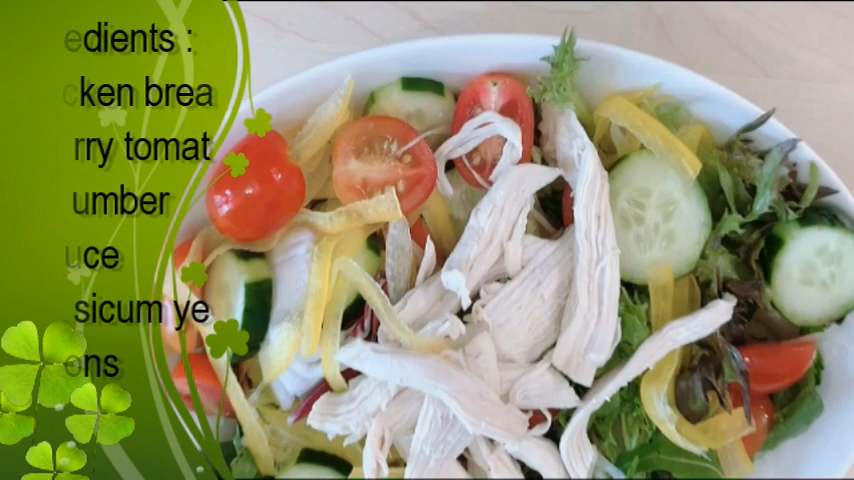 edients :
ken brea
rry tomat
umber
uce
sicum ye
ons